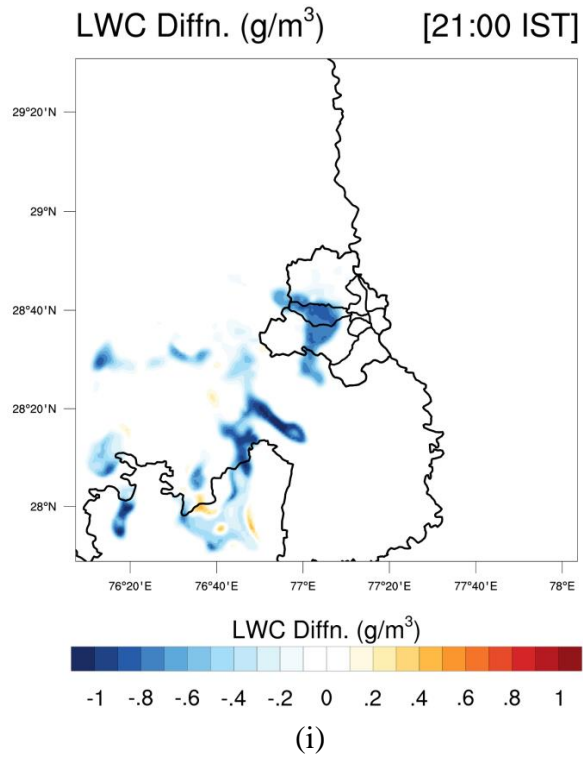 LWC Diffn. (g/m³) [21:00 IST]
29°20'N
29°N
28°40'N
28°20'N
28°N
76°20'E 76°40'E 77°E 77°20'E 77°40'E 78°E
LWC Diffn. (g/m³)
-1 -.8 -.6 -.4 -.2 0 .2 .4 .6 .8 1
(i)